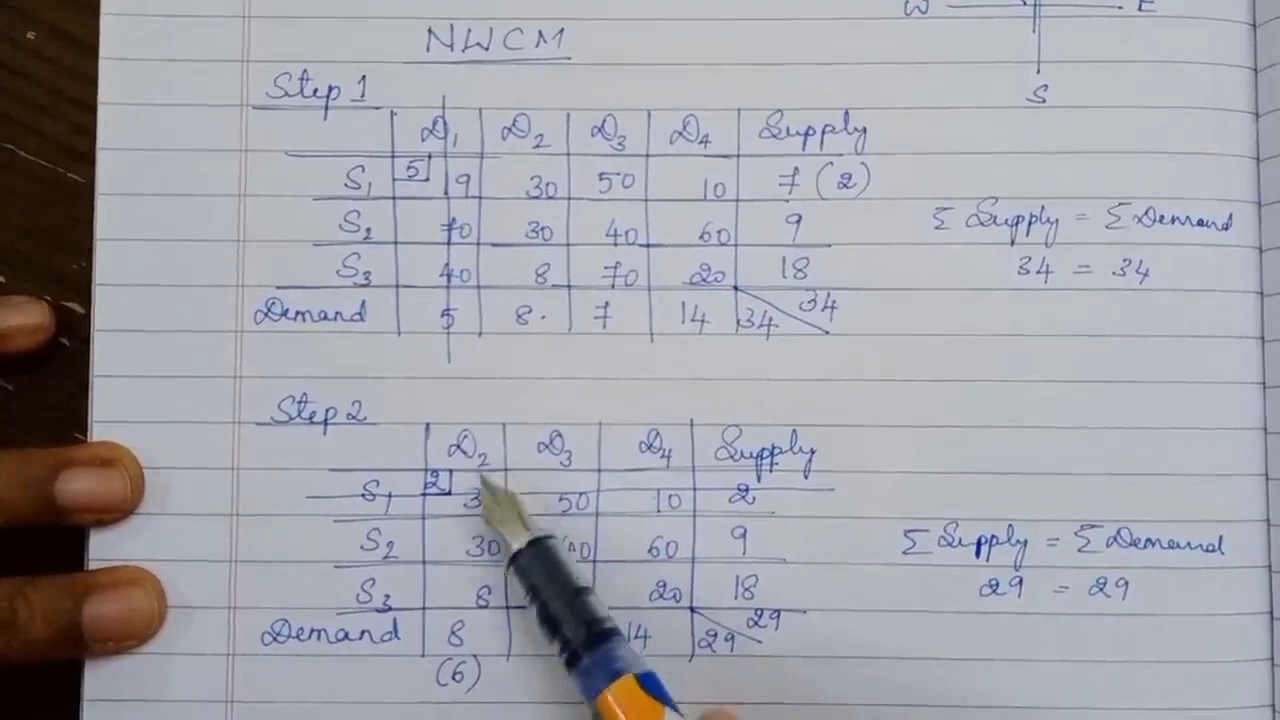 W E
S
NWCM
Step 1
D1 D2 D3 D4 Supply
S1 5 9 30 50 10 7 (2)
S2 70 30 40 60 9
S3 40 8 70 20 18
Demand 5 8. 7 14 34 34
Σ Supply = Σ Demand
34 = 34
Step 2
D2 D3 D4 Supply
S1 2 50 10 2
S2 30 60 9
S3 8 20 18
Demand 8 14 29 29
(6)
Σ Supply = Σ Demand
29 = 29